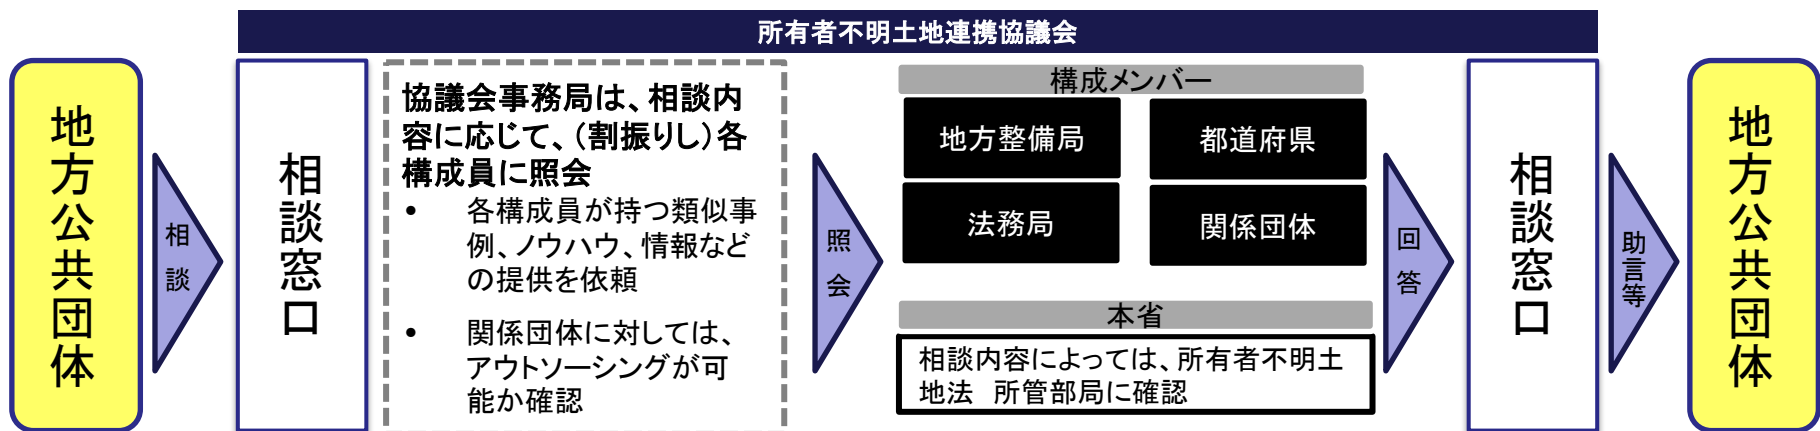 所有者不明土地連携協議会
地方公共団体
相談
相談窓口
協議会事務局は、相談内
容に応じて、（割振りし）各
構成員に照会
• 各構成員が持つ類似事
例、ノウハウ、情報など
の提供を依頼
• 関係団体に対しては、
アウトソーシングが可
能か確認
照会
構成メンバー
地方整備局
都道府県
法務局
関係団体
本省
相談内容によっては、所有者不明土
地法　所管部局に確認
回答
相談窓口
助言等
地方公共団体